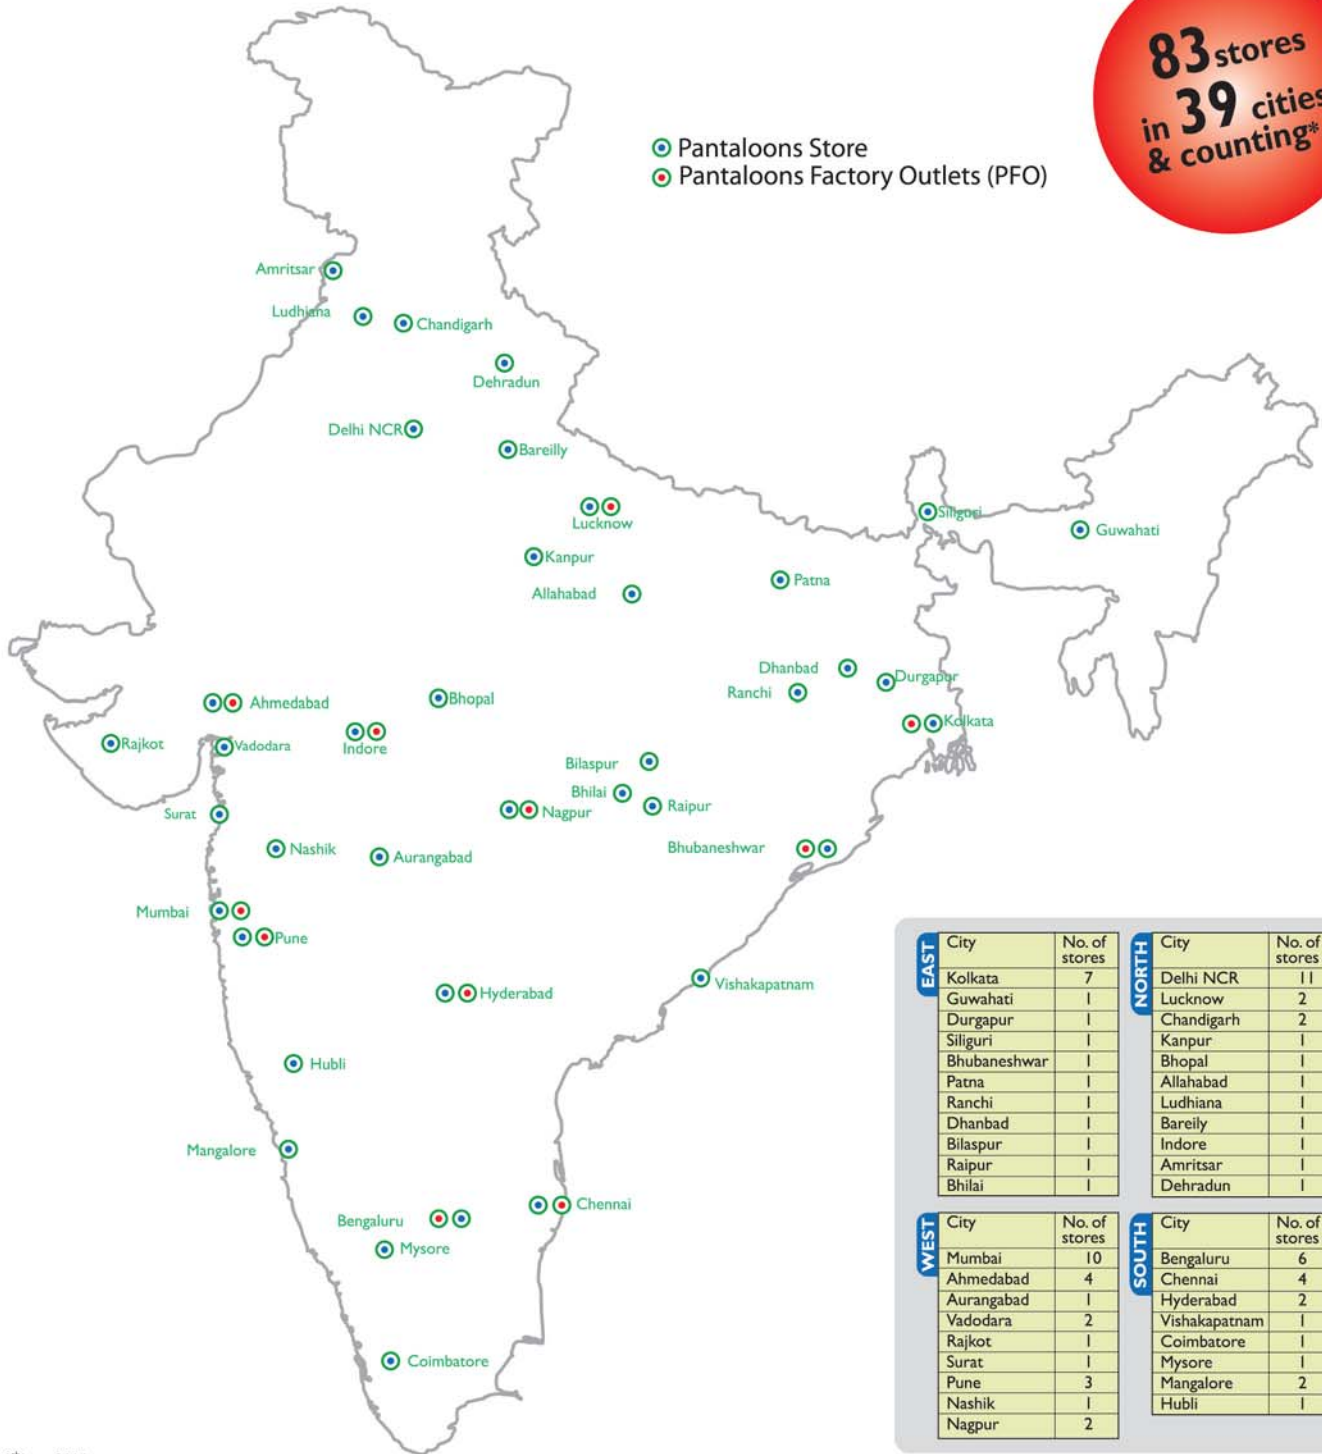 83 stores
in 39 cities
& counting*
Pantaloons Store
Pantaloons Factory Outlets (PFO)
Amritsar
Ludhiana
Chandigarh
Dehradun
Delhi NCR
Bareilly
Lucknow
Siliguri
Guwahati
Kanpur
Patna
Allahabad
Dhanbad
Durgapur
Ranchi
Ahmedabad
Bhopal
Kolkata
Rajkot
Vadodara
Indore
Bilaspur
Bhilai
Raipur
Surat
Nagpur
Nashik
Aurangabad
Bhubaneshwar
Mumbai
Pune
Hyderabad
Vishakapatnam
Hubli
Mangalore
Chennai
Bengaluru
Mysore
Coimbatore
EAST
City No. of stores
Kolkata 7
Guwahati 1
Durgapur 1
Siliguri 1
Bhubaneshwar 1
Patna 1
Ranchi 1
Dhanbad 1
Bilaspur 1
Raipur 1
Bhilai 1
NORTH
City No. of stores
Delhi NCR 11
Lucknow 2
Chandigarh 2
Kanpur 1
Bhopal 1
Allahabad 1
Ludhiana 1
Bareily 1
Indore 1
Amritsar 1
Dehradun 1
WEST
City No. of stores
Mumbai 10
Ahmedabad 4
Aurangabad 1
Vadodara 2
Rajkot 1
Surat 1
Pune 3
Nashik 1
Nagpur 2
SOUTH
City No. of stores
Bengaluru 6
Chennai 4
Hyderabad 2
Vishakapatnam 1
Coimbatore 1
Mysore 1
Mangalore 2
Hubli 1